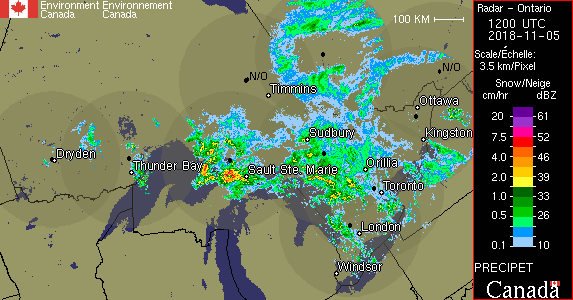 Environment Environnement
Canada Canada
100 KM
N/O
N/O
Timmins
Ottawa
Sudbury
Kingston
Dryden
Thunder Bay
Sault Ste. Marie
Orillia
Toronto
London
Windsor
Radar - Ontario
1200 UTC
2018-11-05
Scale/Échelle:
3.5 km/Pixel
Snow/Neige
cm/hr dBZ
20 61
7.5 52
4.0 46
2.0 39
1.0 33
0.5 26
0.1 10
PRECIPET
Canada